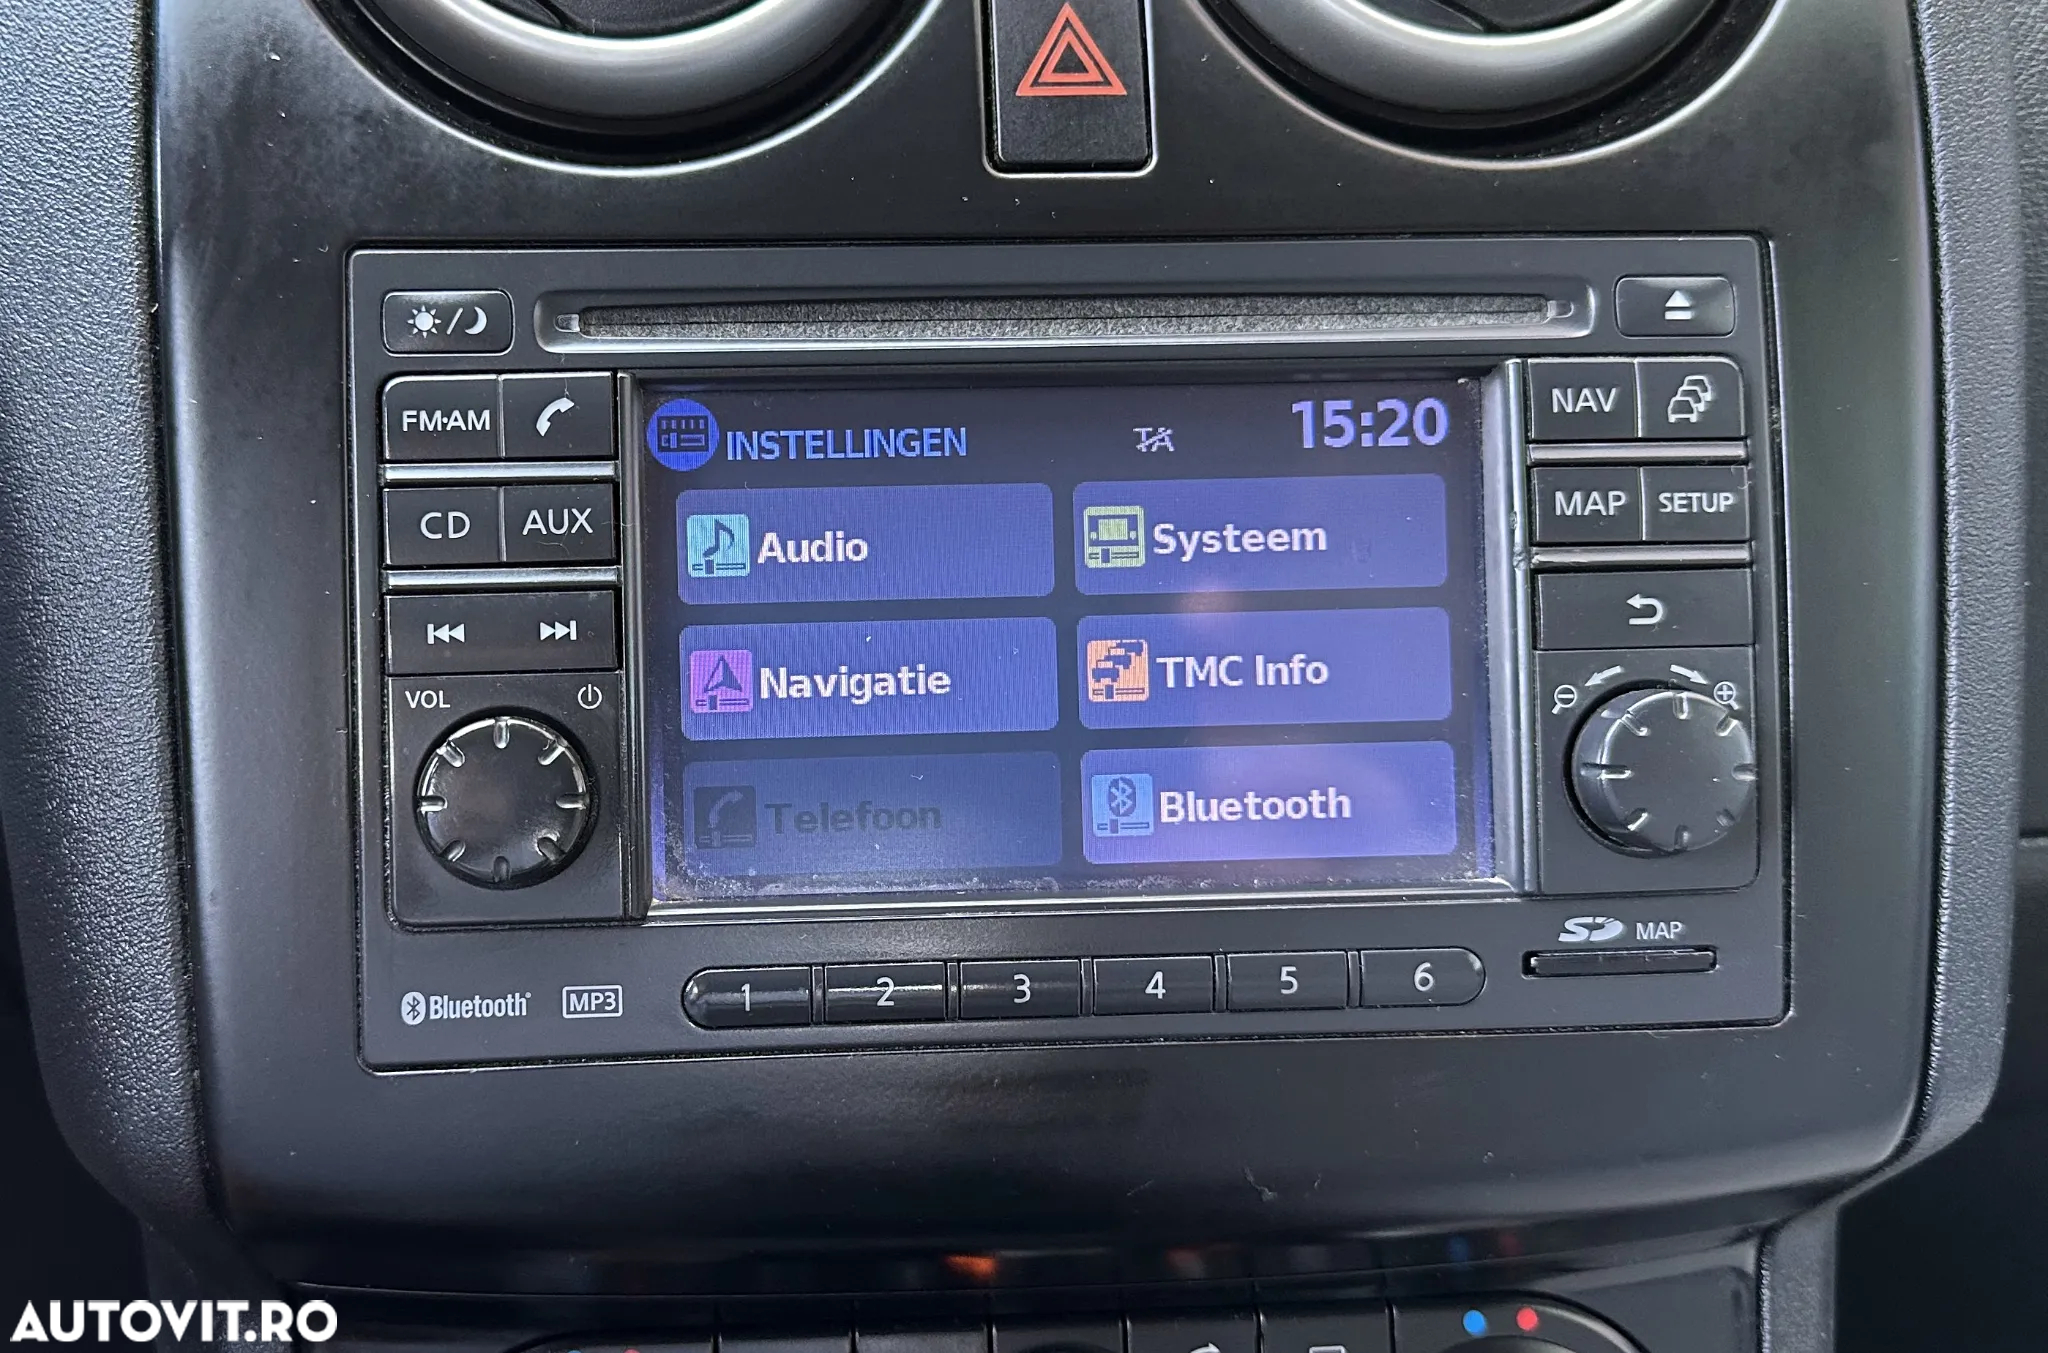 FM·AM
CD
AUX
VOL
INSTELLINGEN
TA
15:20
Audio
Systeem
Navigatie
TMC Info
Telefoon
Bluetooth
NAV
MAP
SETUP
SD MAP
Bluetooth
MP3
1 2 3 4 5 6
AUTOVIT.RO